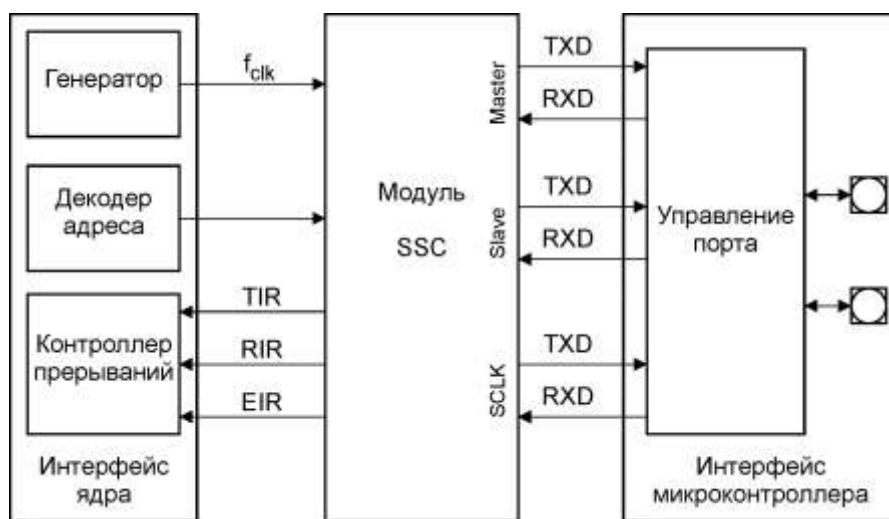 Генератор
f clk
Декодер
адреса
TIR
Контроллер
прерываний
RIR
EIR
Интерфейс
ядра
Модуль
SSC
Master
Slave
SCLK
TXD
RXD
TXD
RXD
TXD
RXD
Управление
порта
Интерфейс
микроконтроллера